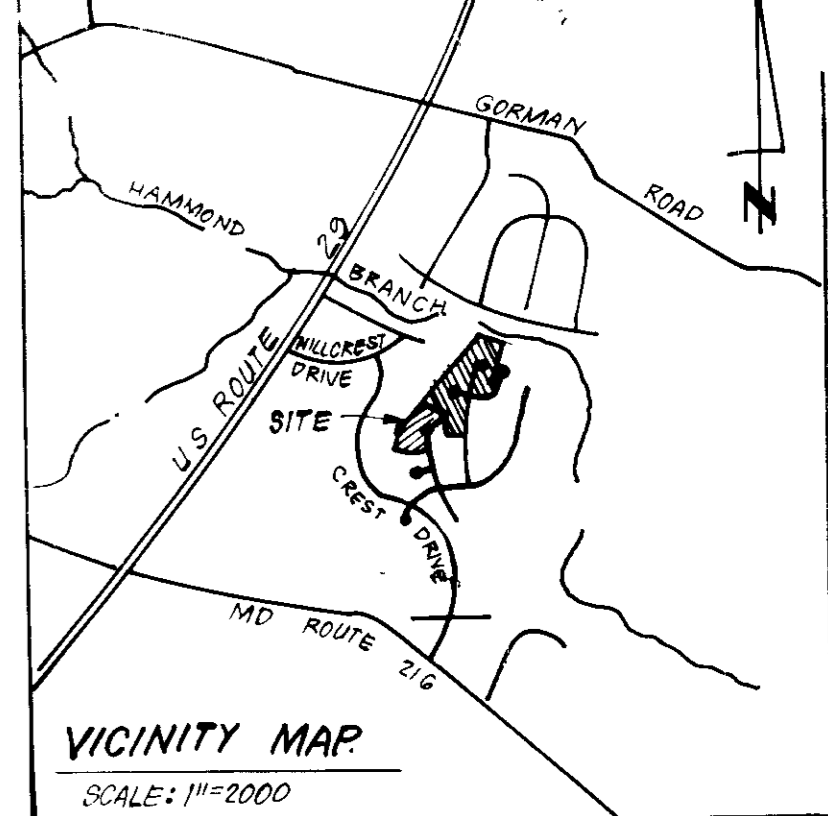 GORMAN
ROAD
N
HAMMOND
BRANCH
US ROUTE 29
HILLCREST
DRIVE
SITE
CREST DRIVE
MD ROUTE 216
VICINITY MAP
SCALE: 1"=2000